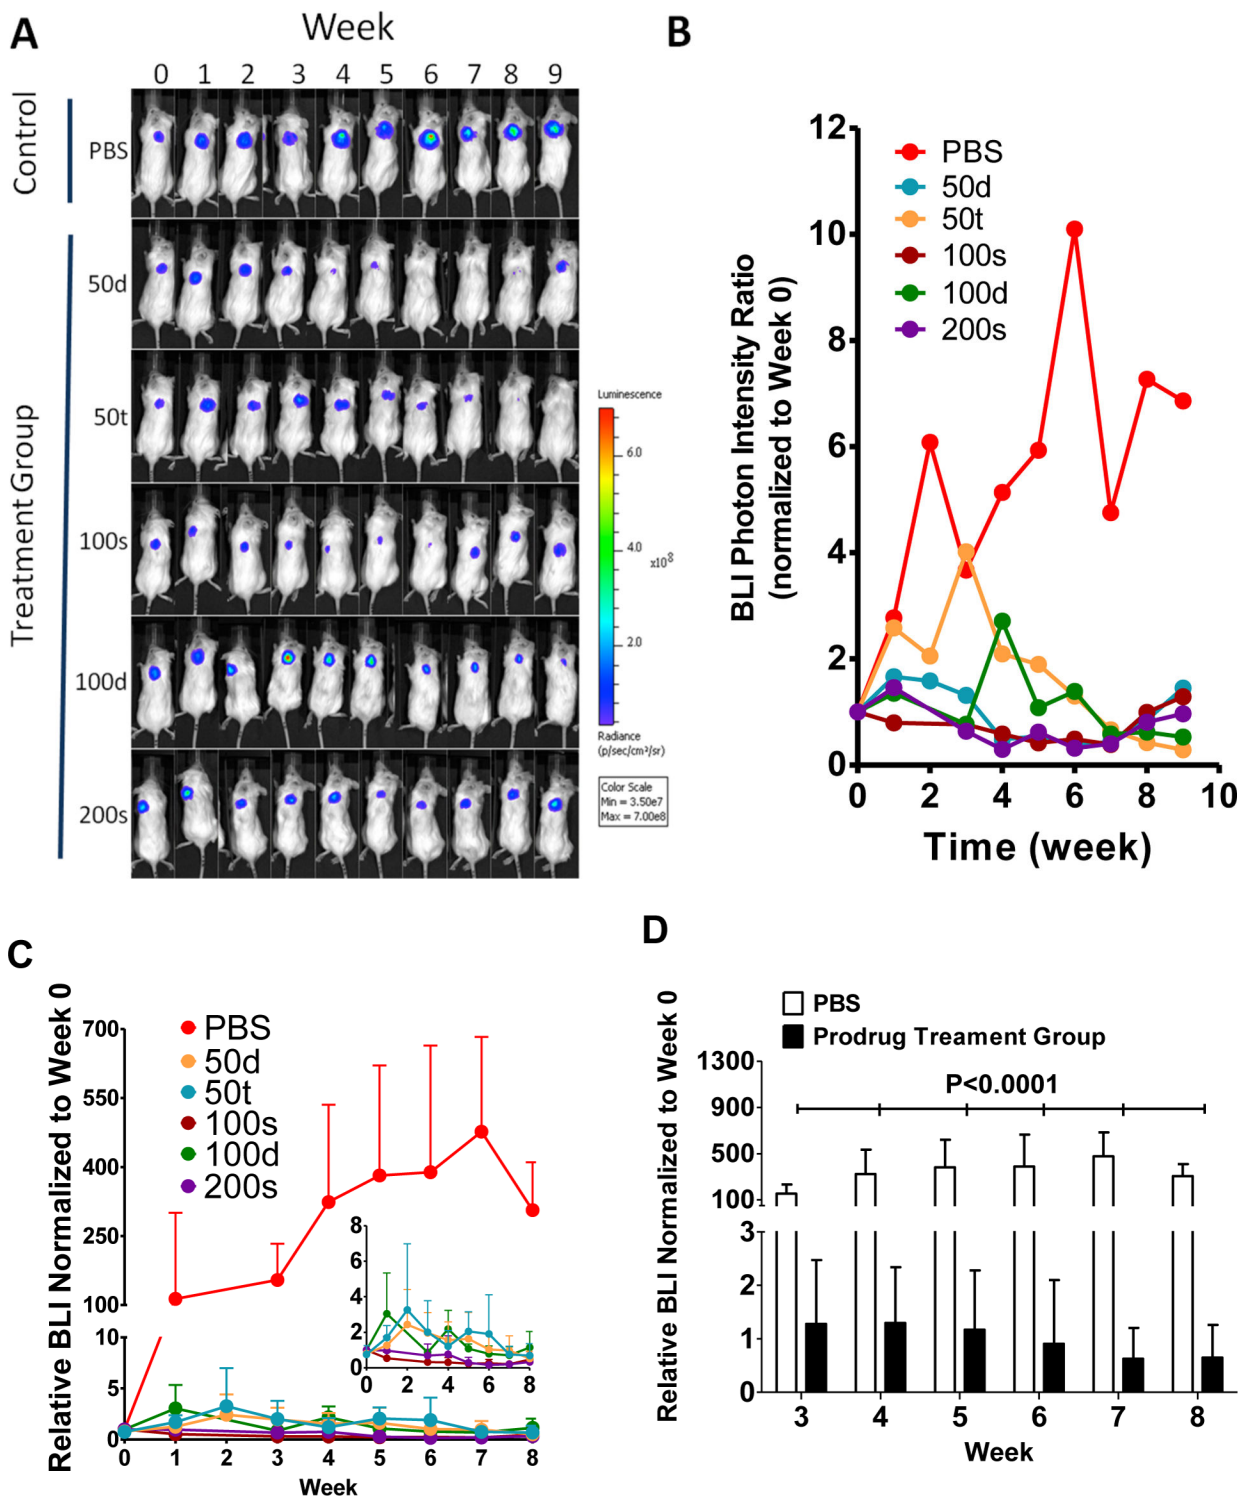 A
Week
0 1 2 3 4 5 6 7 8 9
Control
PBS
Treatment Group
50d
50t
100s
100d
200s
Luminescence
6.0
4.0
x10⁸
2.0
Radiance
(p/sec/cm²/sr)
Color Scale
Min = 3.50e7
Max = 7.00e8
B
BLI Photon Intensity Ratio
(normalized to Week 0)
12
10
8
6
4
2
0
PBS
50d
50t
100s
100d
200s
0 2 4 6 8 10
Time (week)
C
Relative BLI Normalized to Week 0
700
550
400
250
100
10
5
0
PBS
50d
50t
100s
100d
200s
8
6
4
2
0
0 2 4 6 8
0 1 2 3 4 5 6 7 8
Week
D
Relative BLI Normalized to Week 0
PBS
Prodrug Treament Group
1300
900
500
100
3
2
1
0
P<0.0001
3 4 5 6 7 8
Week